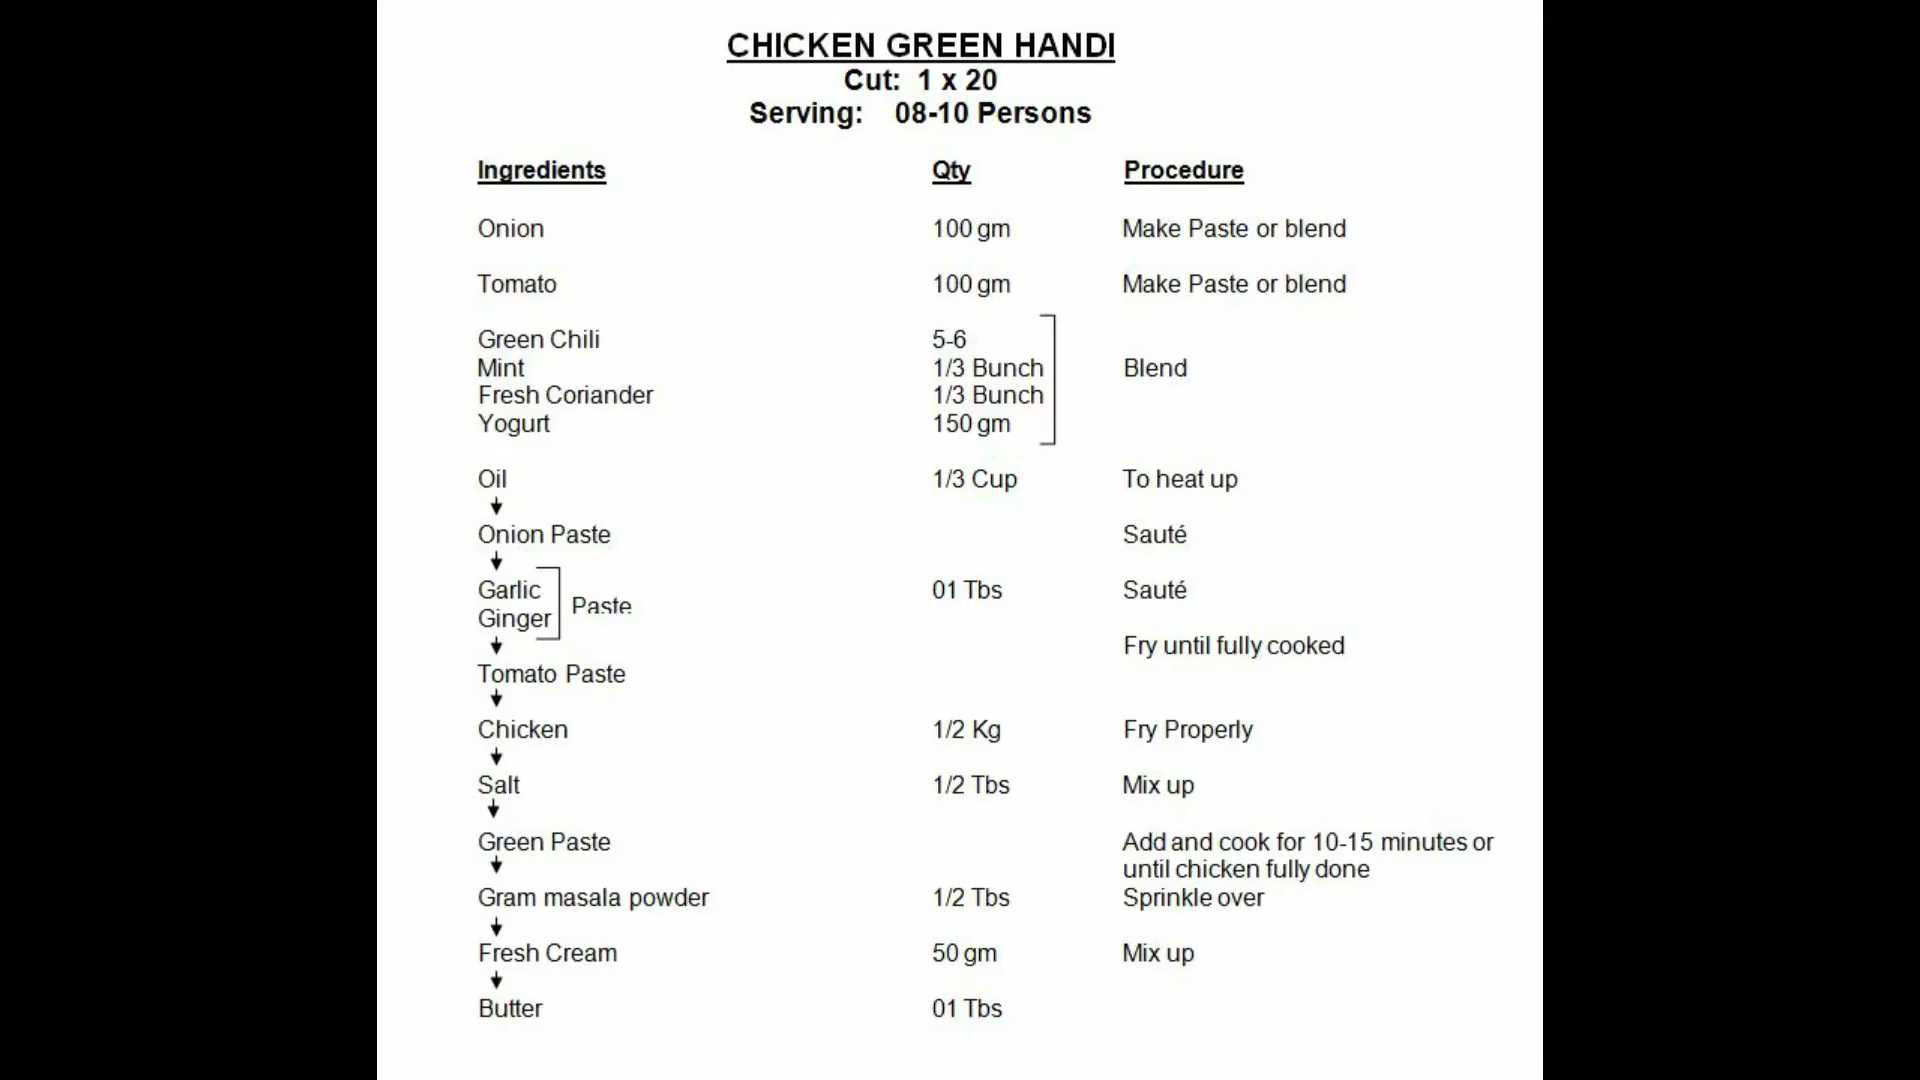 CHICKEN GREEN HANDI
Cut: 1 x 20
Serving: 08-10 Persons
Ingredients Qty Procedure
Onion 100 gm Make Paste or blend
Tomato 100 gm Make Paste or blend
Green Chili 5-6
Mint 1/3 Bunch Blend
Fresh Coriander 1/3 Bunch
Yogurt 150 gm
Oil 1/3 Cup To heat up
Onion Paste Sauté
Garlic 01 Tbs Sauté
Paste
Ginger
Fry until fully cooked
Tomato Paste
Chicken 1/2 Kg Fry Properly
Salt 1/2 Tbs Mix up
Green Paste Add and cook for 10-15 minutes or
until chicken fully done
Gram masala powder 1/2 Tbs Sprinkle over
Fresh Cream 50 gm Mix up
Butter 01 Tbs